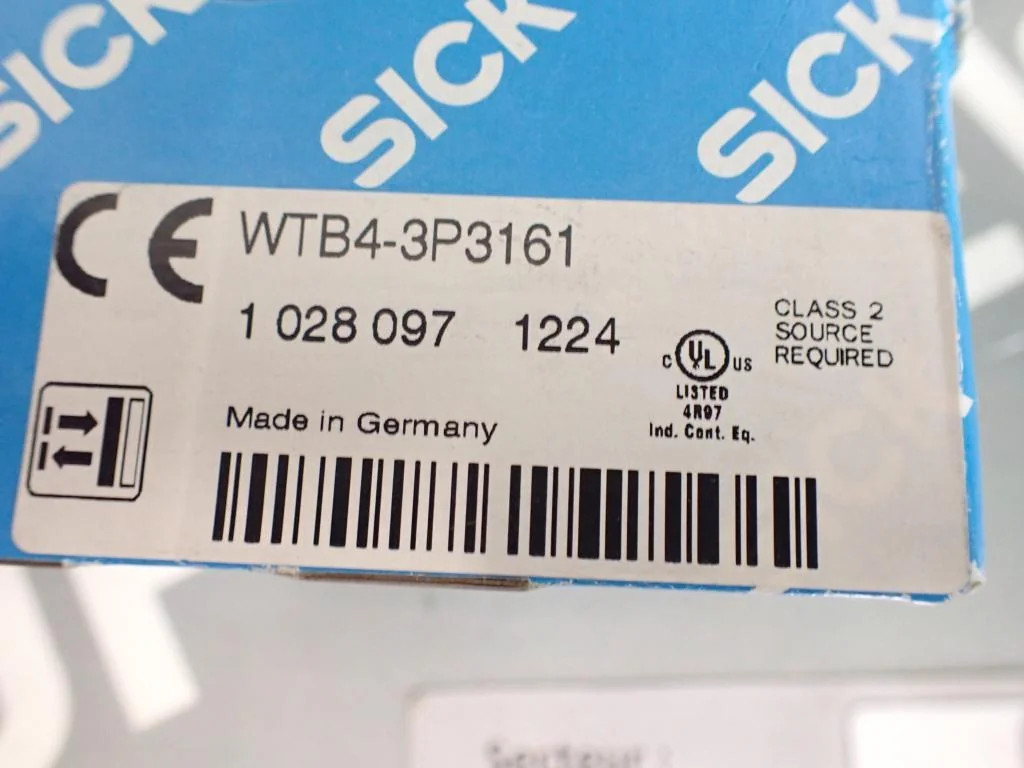 SICK
SICK
SICK
CE
WTB4-3P3161
1 028 097 1224
CLASS 2
SOURCE
REQUIRED
C UL US
LISTED
4R97
Ind. Cont. Eq.
Made in Germany